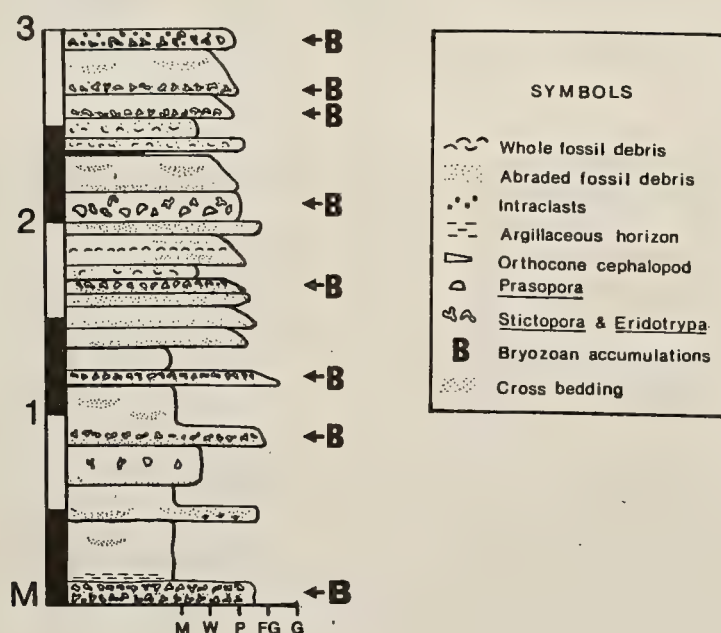 3
B
B
B
2
B
B
B
1
B
M
B
M W P FG G
SYMBOLS
Whole fossil debris
Abraded fossil debris
Intraclasts
Argillaceous horizon
Orthocone cephalopod
Prasopora
Stictopora & Eridotrypa
B Bryozoan accumulations
Cross bedding